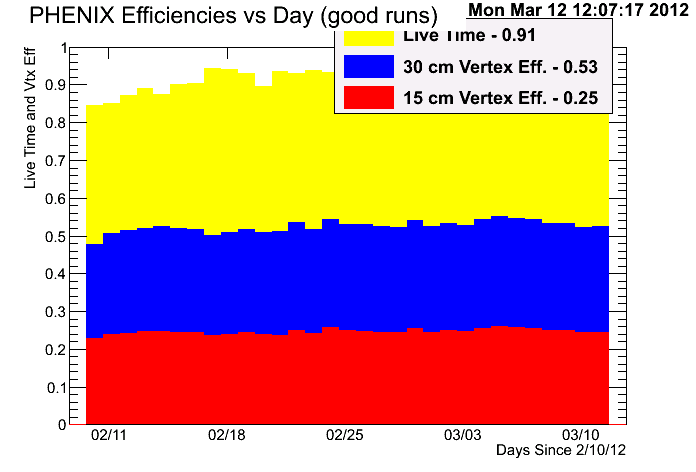 PHENIX Efficiencies vs Day (good runs)
Mon Mar 12 12:07:17 2012
Live Time - 0.91
30 cm Vertex Eff. - 0.53
15 cm Vertex Eff. - 0.25
Live Time and Vtx Eff
1
0.9
0.8
0.7
0.6
0.5
0.4
0.3
0.2
0.1
0
02/11 02/18 02/25 03/03 03/10
Days Since 2/10/12